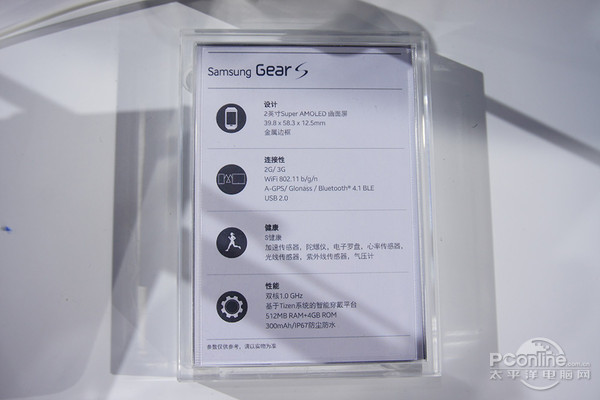 Samsung Gear S
设计
2英寸Super AMOLED 曲面屏
39.8 x 58.3 x 12.5mm
金属边框
连接性
2G/ 3G
WiFi 802.11 b/g/n
A-GPS/ Glonass / Bluetooth® 4.1 BLE
USB 2.0
健康
S健康
加速传感器，陀螺仪，电子罗盘，心率传感器，
光线传感器，紫外线传感器，气压计
性能
双核1.0 GHz
基于Tizen系统的智能穿戴平台
512MB RAM+4GB ROM
300mAh/IP67防尘防水
参数仅供参考，请以实物为准
PConline.com.cn
太平洋电脑网